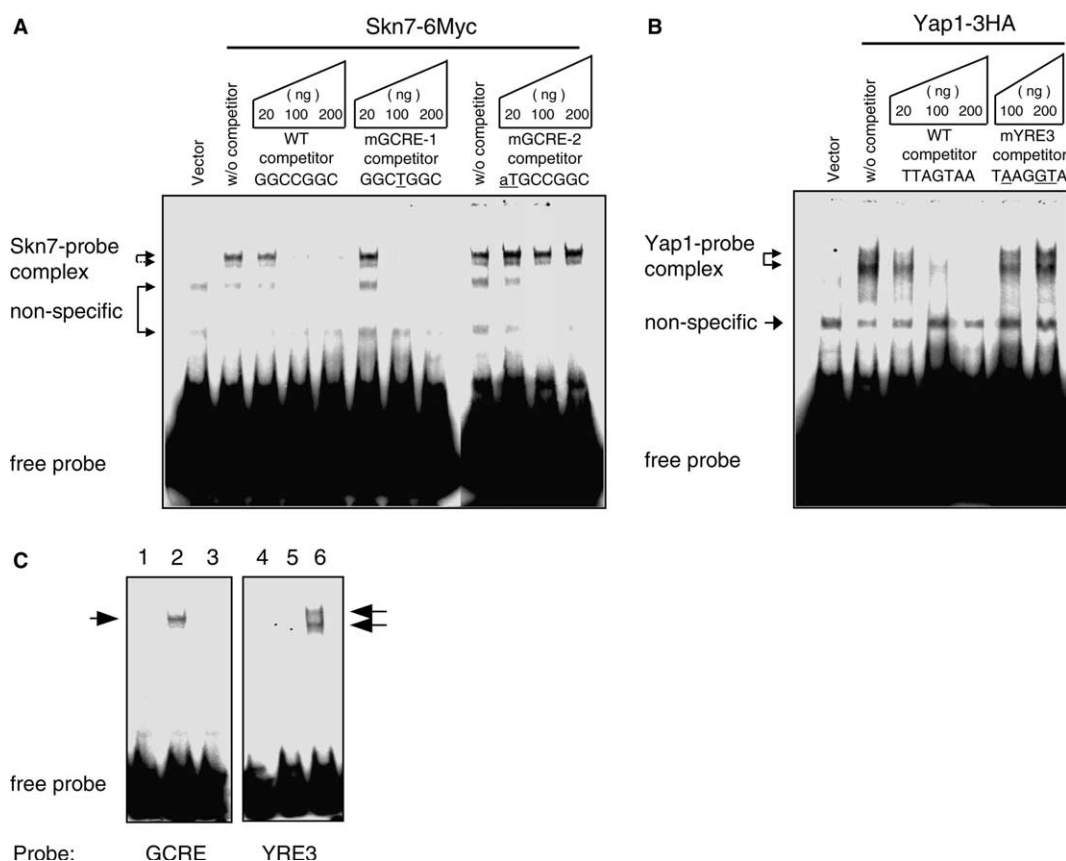 A
Skn7-6Myc
Vector
w/o competitor
( ng )
20 100 200
WT
competitor
GGCCGGC
( ng )
20 100 200
mGCRE-1
competitor
GGCTGGC
w/o competitor
( ng )
20 100 200
mGCRE-2
competitor
aTGCCGGC
Skn7-probe
complex
non-specific
free probe
B
Yap1-3HA
Vector
w/o competitor
( ng )
20 100 200
WT
competitor
TTAGTAA
( ng )
100 200
mYRE3
competitor
TAAGGTA
Yap1-probe
complex
non-specific
free probe
C
1 2 3 4 5 6
free probe
Probe: GCRE YRE3